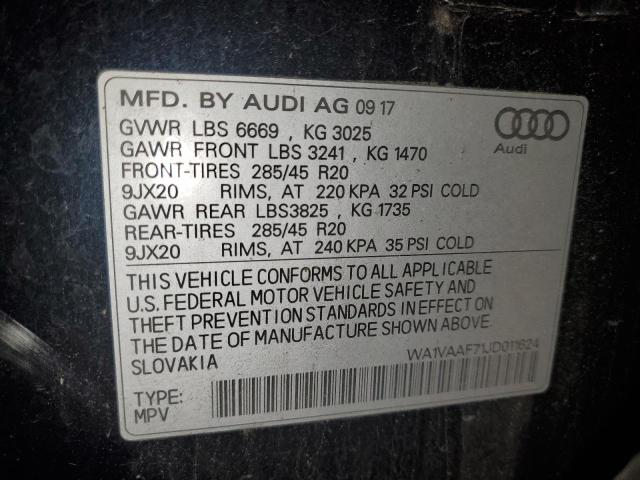 MFD. BY AUDI AG 09 17
GVWR LBS 6669 , KG 3025
GAWR FRONT LBS 3241 , KG 1470
FRONT-TIRES 285/45 R20
9JX20 RIMS, AT 220 KPA 32 PSI COLD
GAWR REAR LBS3825 , KG 1735
REAR-TIRES 285/45 R20
9JX20 RIMS, AT 240 KPA 35 PSI COLD
Audi
THIS VEHICLE CONFORMS TO ALL APPLICABLE
U.S. FEDERAL MOTOR VEHICLE SAFETY AND
THEFT PREVENTION STANDARDS IN EFFECT ON
THE DATE OF MANUFACTURE SHOWN ABOVE.
SLOVAKIA
WA1VAAF71JD011624
TYPE:
MPV